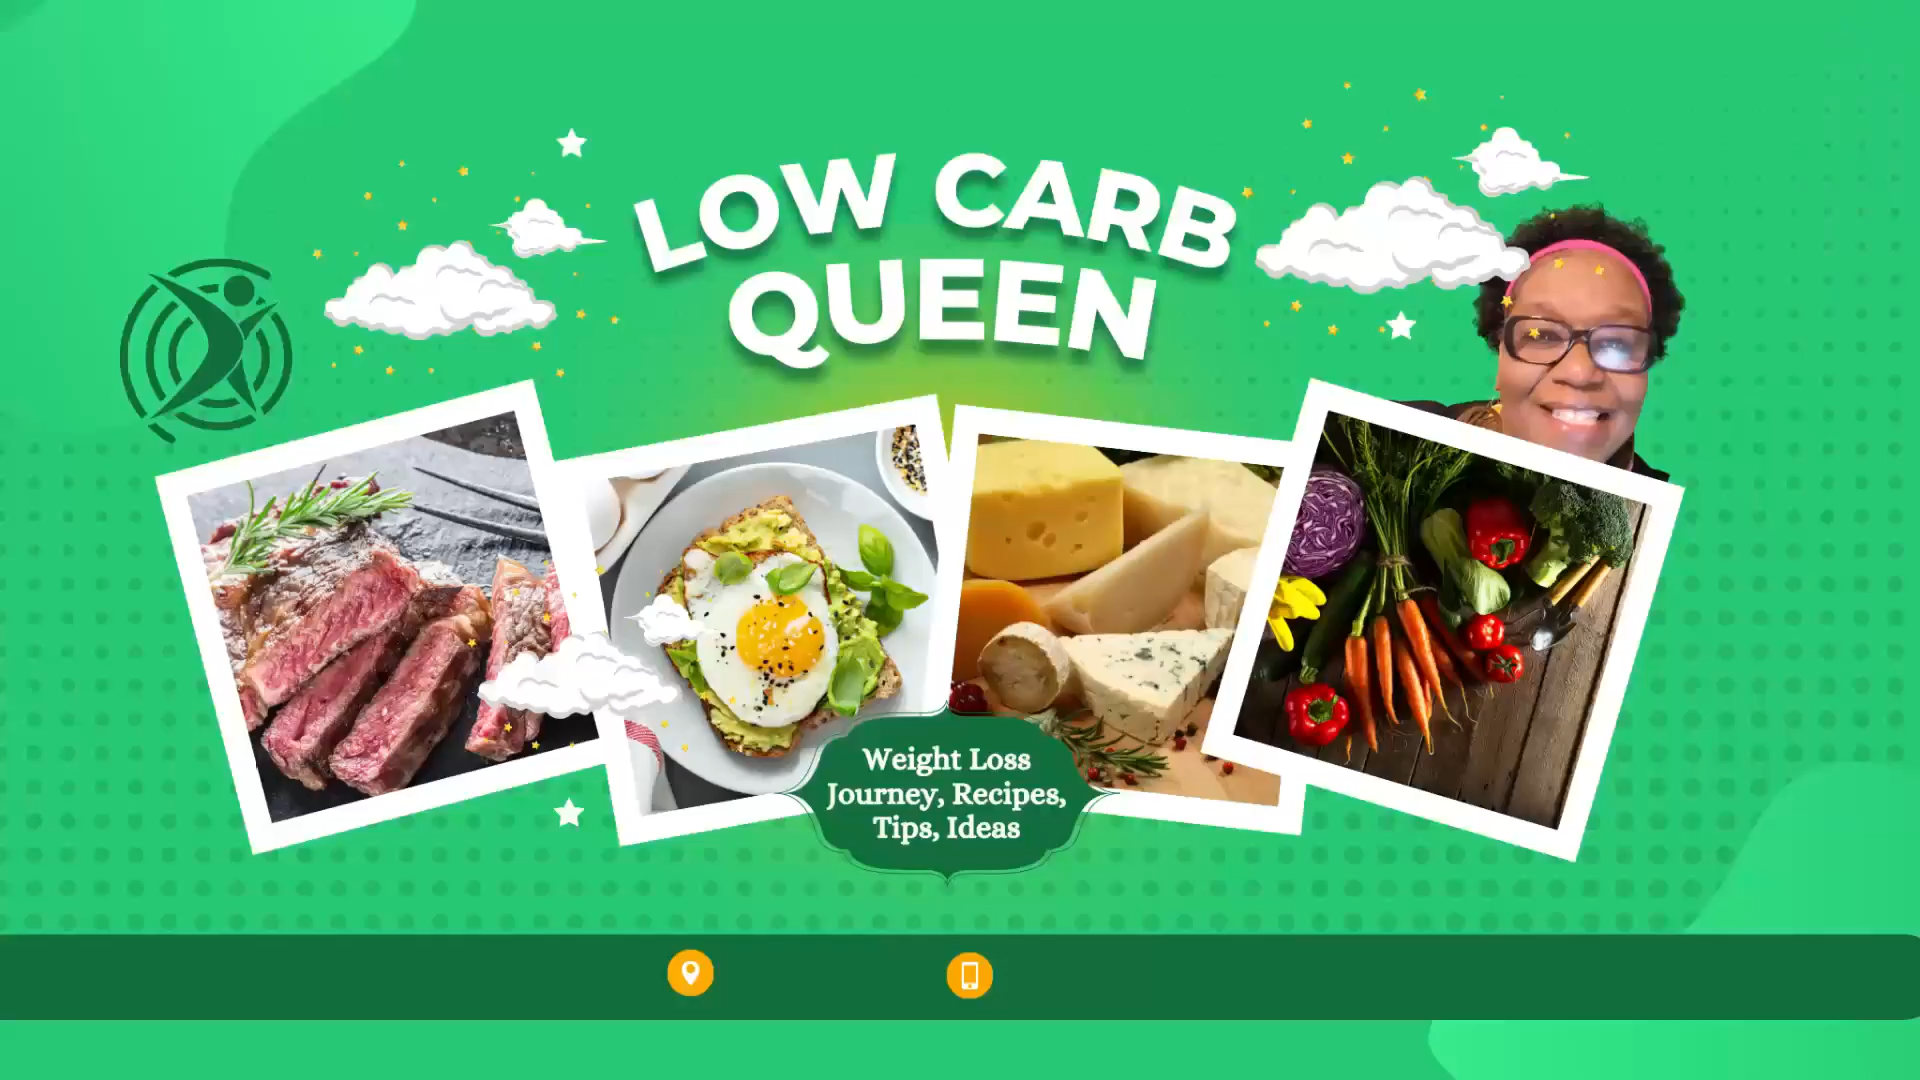 LOW CARB
QUEEN
Weight Loss
Journey, Recipes,
Tips, Ideas